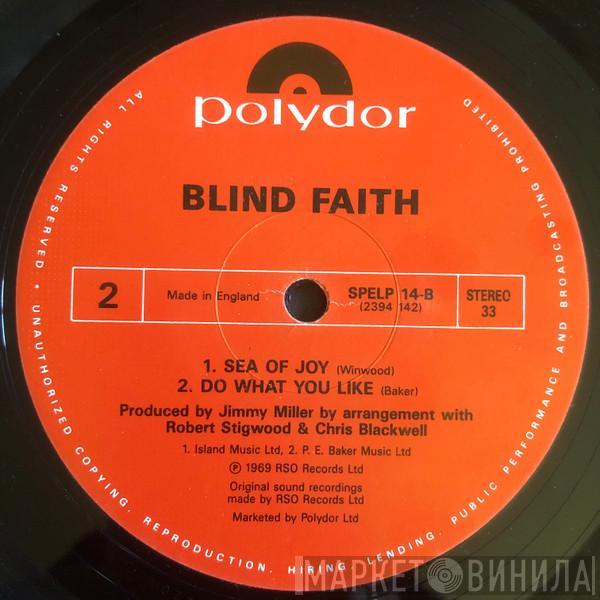 polydor
BLIND FAITH
2
Made in England
SPELP 14-B
(2394 142)
STEREO
33
1. SEA OF JOY (Winwood)
2. DO WHAT YOU LIKE (Baker)
Produced by Jimmy Miller by arrangement with
Robert Stigwood & Chris Blackwell
1. Island Music Ltd, 2. P. E. Baker Music Ltd
℗ 1969 RSO Records Ltd
Original sound recordings
made by RSO Records Ltd
Marketed by Polydor Ltd
ALL RIGHTS RESERVED • UNAUTHORIZED COPYING, REPRODUCTION, HIRING, LENDING, PUBLIC PERFORMANCE AND BROADCASTING PROHIBITED
МАРКЕТ ВИНИЛА